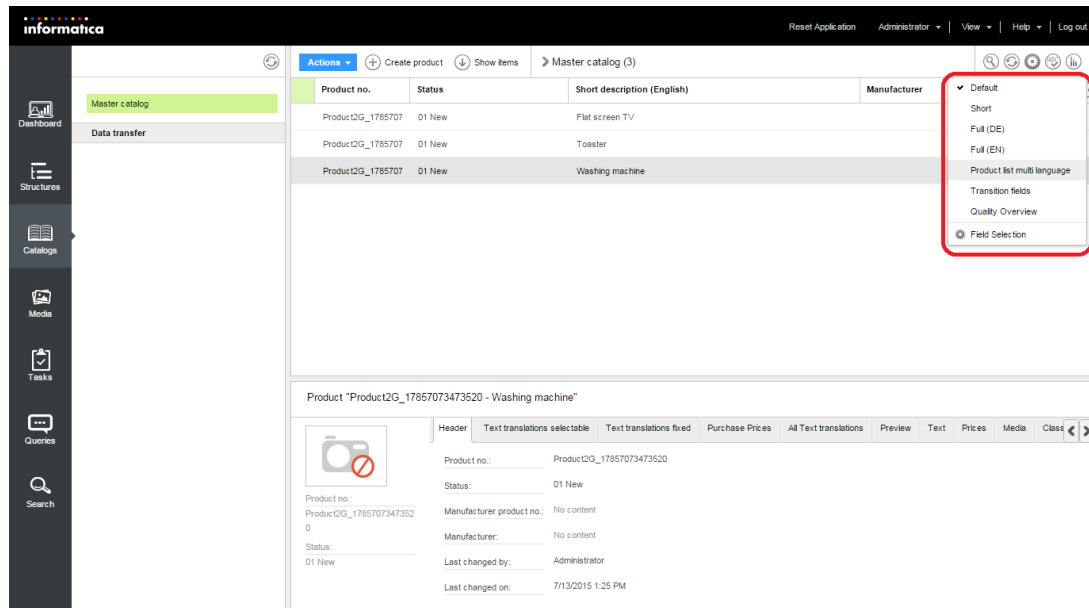 informatica
Reset Application Administrator View Help Log out
Actions Create product Show items Master catalog (3)
Product no. Status Short description (English) Manufacturer
Product2G_1785707 01 New Flat screen TV
Product2G_1785707 01 New Toaster
Product2G_1785707 01 New Washing machine
Default
Short
Full (DE)
Full (EN)
Product list multi language
Transition fields
Quality Overview
Field Selection
Dashboard
Structures
Catalogs
Media
Tasks
Queries
Search
Master catalog
Data transfer
Product "Product2G_17857073473520 - Washing machine"
Header Text translations selectable Text translations fixed Purchase Prices All Text translations Preview Text Prices Media Class
Product no.:
Product2G_1785707347352
0
Status:
01 New
Product no.: Product2G_17857073473520
Status: 01 New
Manufacturer product no.: No content
Manufacturer: No content
Last changed by: Administrator
Last changed on: 7/13/2015 1:25 PM